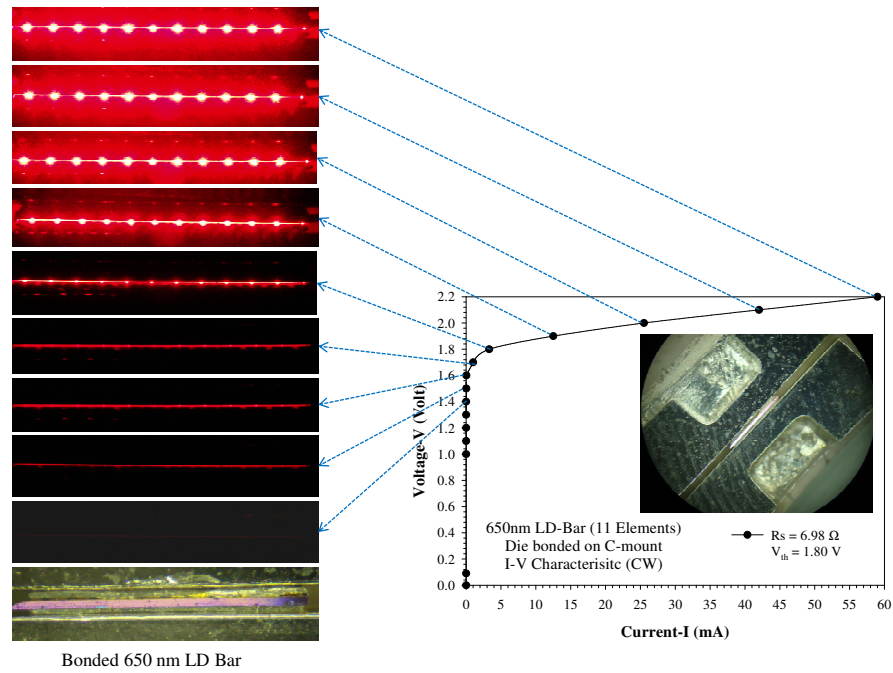 2.2
2.0
1.8
1.6
1.4
1.2
1.0
0.8
0.6
0.4
0.2
0.0
Voltage-V (Volt)
650nm LD-Bar (11 Elements)
Die bonded on C-mount
I-V Characterisitc (CW)
Rs = 6.98 Ω
Vth = 1.80 V
0 5 10 15 20 25 30 35 40 45 50 55 60
Current-I (mA)
Bonded 650 nm LD Bar